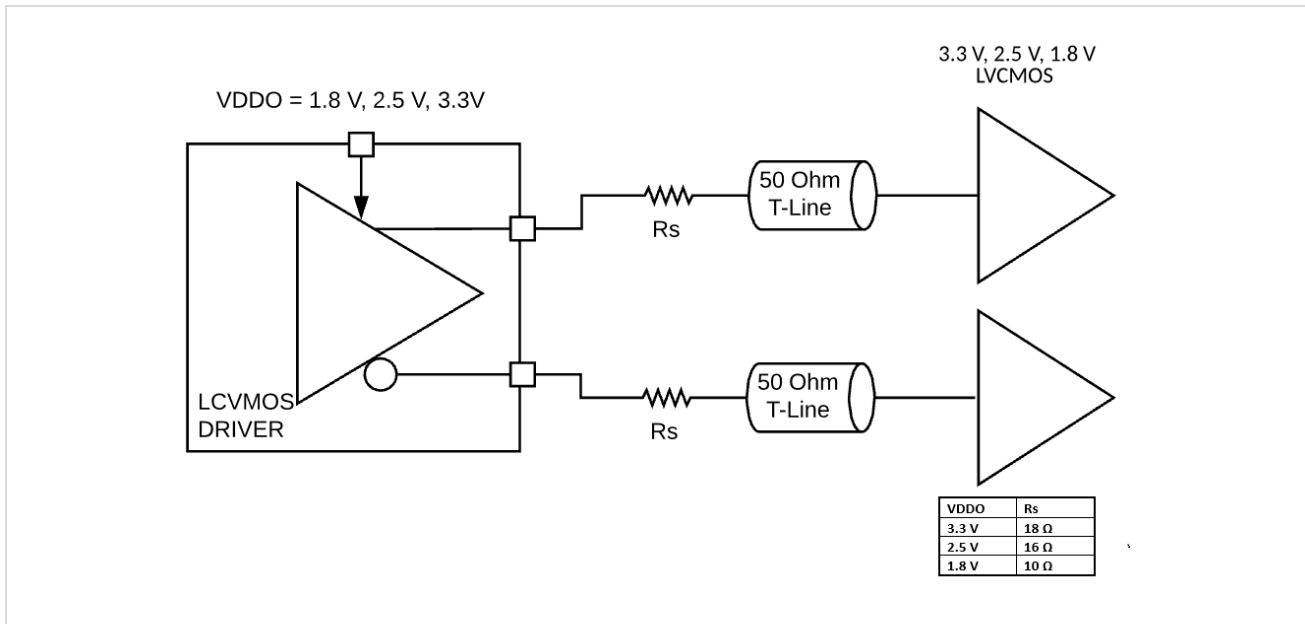 3.3 V, 2.5 V, 1.8 V
LVCMOS
VDDO = 1.8 V, 2.5 V, 3.3V
50 Ohm
T-Line
Rs
50 Ohm
T-Line
Rs
LCVMOS
DRIVER
VDDO Rs
3.3 V 18 Ω
2.5 V 16 Ω
1.8 V 10 Ω